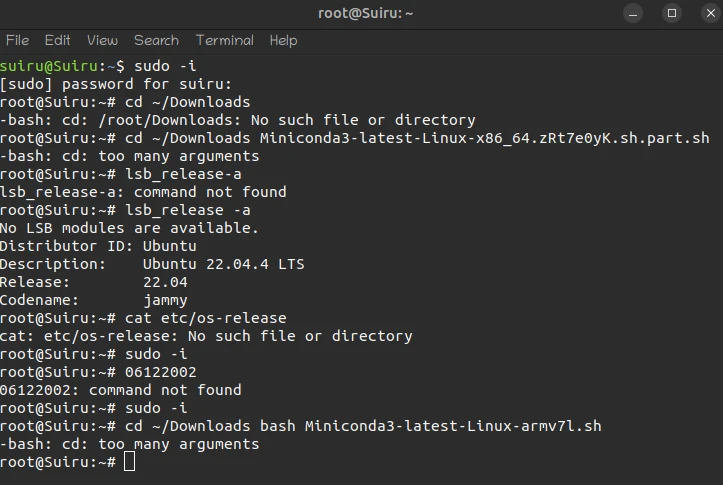 root@Suiru: ~
File Edit View Search Terminal Help
suiru@Suiru:~$ sudo -i
[sudo] password for suiru:
root@Suiru:~# cd ~/Downloads
-bash: cd: /root/Downloads: No such file or directory
root@Suiru:~# cd ~/Downloads Miniconda3-latest-Linux-x86_64.zRt7e0yK.sh.part.sh
-bash: cd: too many arguments
root@Suiru:~# lsb_release-a
lsb_release-a: command not found
root@Suiru:~# lsb_release -a
No LSB modules are available.
Distributor ID: Ubuntu
Description:    Ubuntu 22.04.4 LTS
Release:        22.04
Codename:       jammy
root@Suiru:~# cat etc/os-release
cat: etc/os-release: No such file or directory
root@Suiru:~# sudo -i
root@Suiru:~# 06122002
06122002: command not found
root@Suiru:~# sudo -i
root@Suiru:~# cd ~/Downloads bash Miniconda3-latest-Linux-armv7l.sh
-bash: cd: too many arguments
root@Suiru:~#